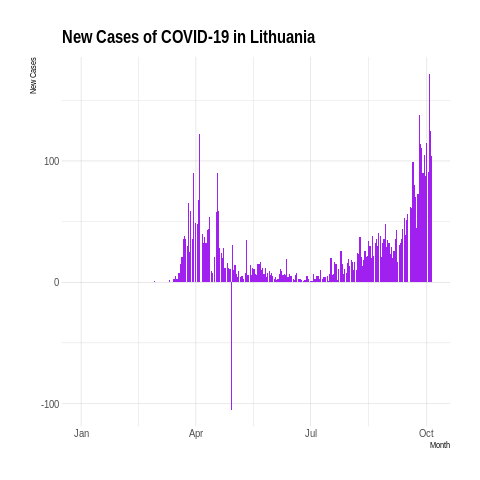 New Cases of COVID-19 in Lithuania
New Cases
100
0
-100
Jan
Apr
Jul
Oct
Month